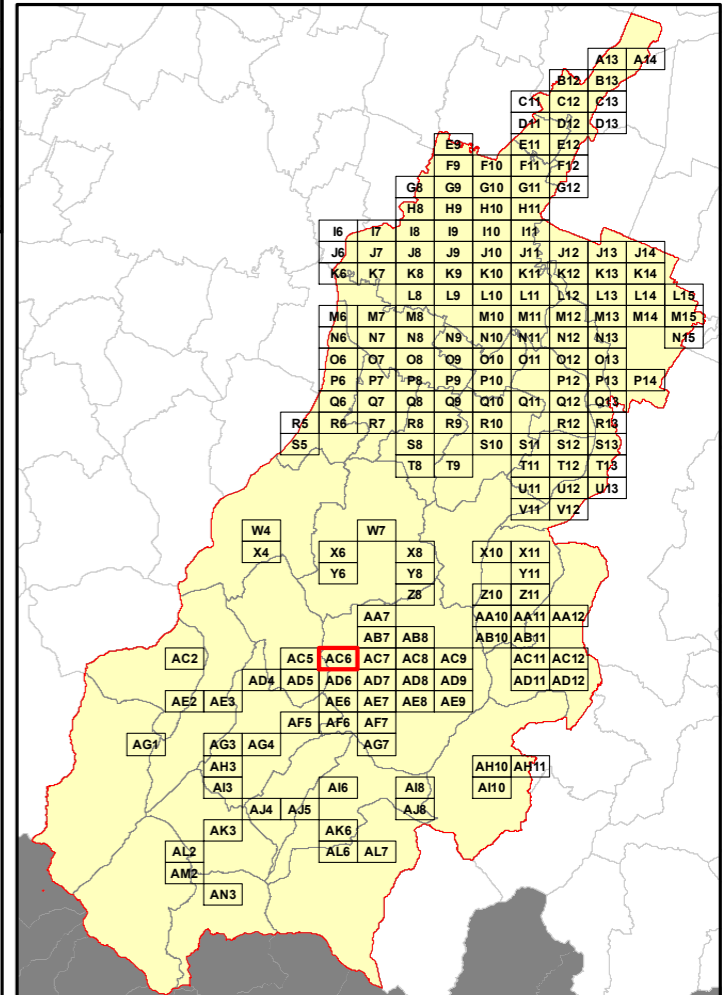 A13 A14
B12 B13
C11 C12 C13
D11 D12 D13
E9 E11 E12
F9 F10 F11 F12
G8 G9 G10 G11 G12
H8 H9 H10 H11
I6 I7 I8 I9 I10 I11
J6 J7 J8 J9 J10 J11 J12 J13 J14
K6 K7 K8 K9 K10 K11 K12 K13 K14
L8 L9 L10 L11 L12 L13 L14 L15
M6 M7 M8 M10 M11 M12 M13 M14 M15
N6 N7 N8 N9 N10 N11 N12 N13 N15
O6 O7 O8 O9 O10 O11 O12 O13
P6 P7 P8 P9 P10 P12 P13 P14
Q6 Q7 Q8 Q9 Q10 Q11 Q12 Q13
R5 R6 R7 R8 R9 R10 R12 R13
S5 S8 S10 S11 S12 S13
T8 T9 T11 T12 T13
U11 U12 U13
V11 V12
W4 W7
X4 X6 X8 X10 X11
Y6 Y8 Y11
Z8 Z10 Z11
AA7 AA10 AA11 AA12
AB7 AB8 AB10 AB11
AC2 AC5 AC6 AC7 AC8 AC9 AC11 AC12
AD4 AD5 AD6 AD7 AD8 AD9 AD11 AD12
AE2 AE3 AE6 AE7 AE8 AE9
AF5 AF6 AF7
AG1 AG3 AG4 AG7
AH3 AH10 AH11
AI3 AI6 AI8 AI10
AJ4 AJ5 AJ8
AK3 AK6
AL2 AL6 AL7
AM2
AN3